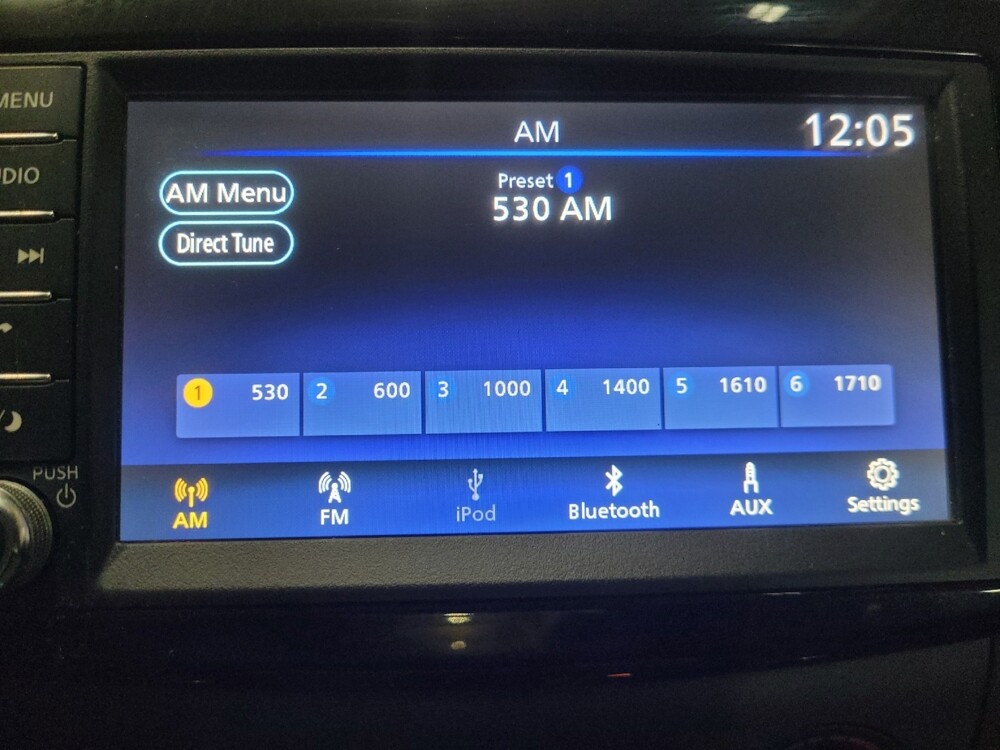 MENU
AM
12:05
AM Menu
Preset 1
530 AM
Direct Tune
1 530
2 600
3 1000
4 1400
5 1610
6 1710
AM
FM
iPod
Bluetooth
AUX
Settings
PUSH